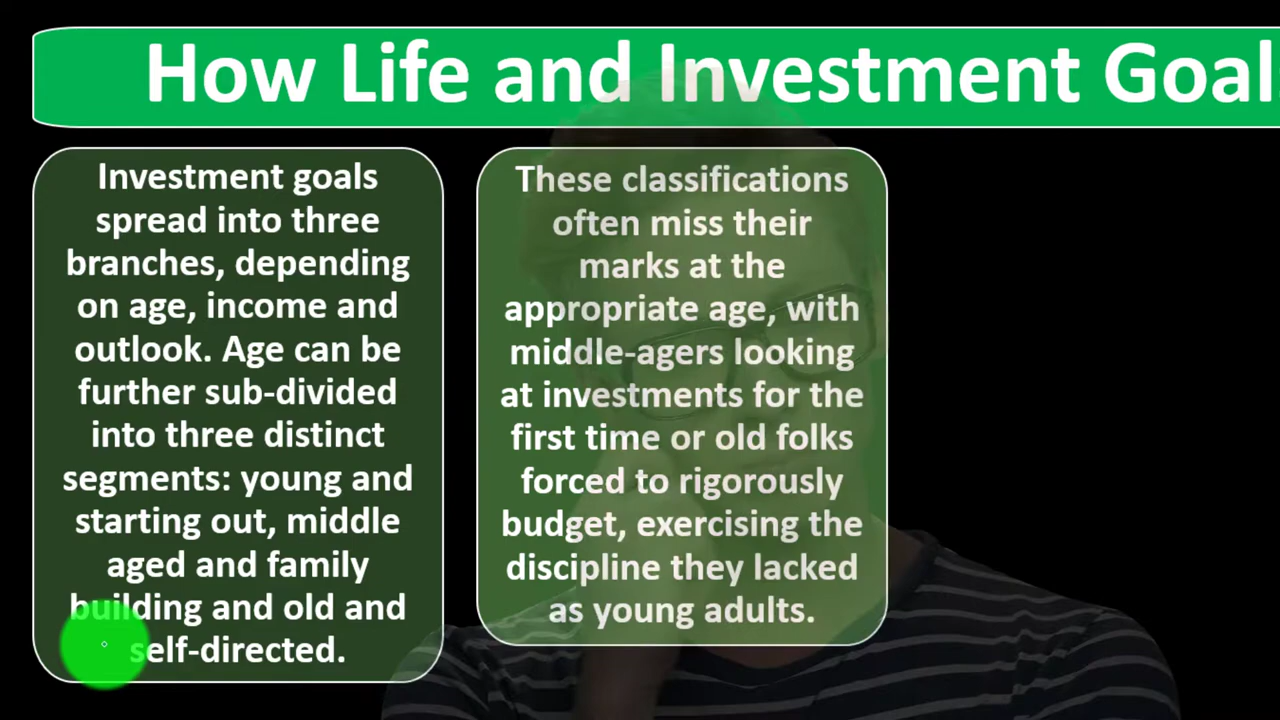 How Life and Investment Goal
Investment goals
spread into three
branches, depending
on age, income and
outlook. Age can be
further sub-divided
into three distinct
segments: young and
starting out, middle
aged and family
building and old and
self-directed.
These classifications
often miss their
marks at the
appropriate age, with
middle-agers looking
at investments for the
first time or old folks
forced to rigorously
budget, exercising the
discipline they lacked
as young adults.